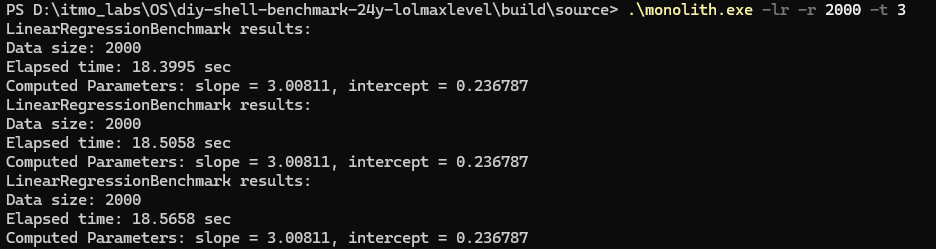 PS D:\itmo_labs\OS\diy-shell-benchmark-24y-lolmaxlevel\build\source> .\monolith.exe -lr -r 2000 -t 3
LinearRegressionBenchmark results:
Data size: 2000
Elapsed time: 18.3995 sec
Computed Parameters: slope = 3.00811, intercept = 0.236787
LinearRegressionBenchmark results:
Data size: 2000
Elapsed time: 18.5058 sec
Computed Parameters: slope = 3.00811, intercept = 0.236787
LinearRegressionBenchmark results:
Data size: 2000
Elapsed time: 18.5658 sec
Computed Parameters: slope = 3.00811, intercept = 0.236787